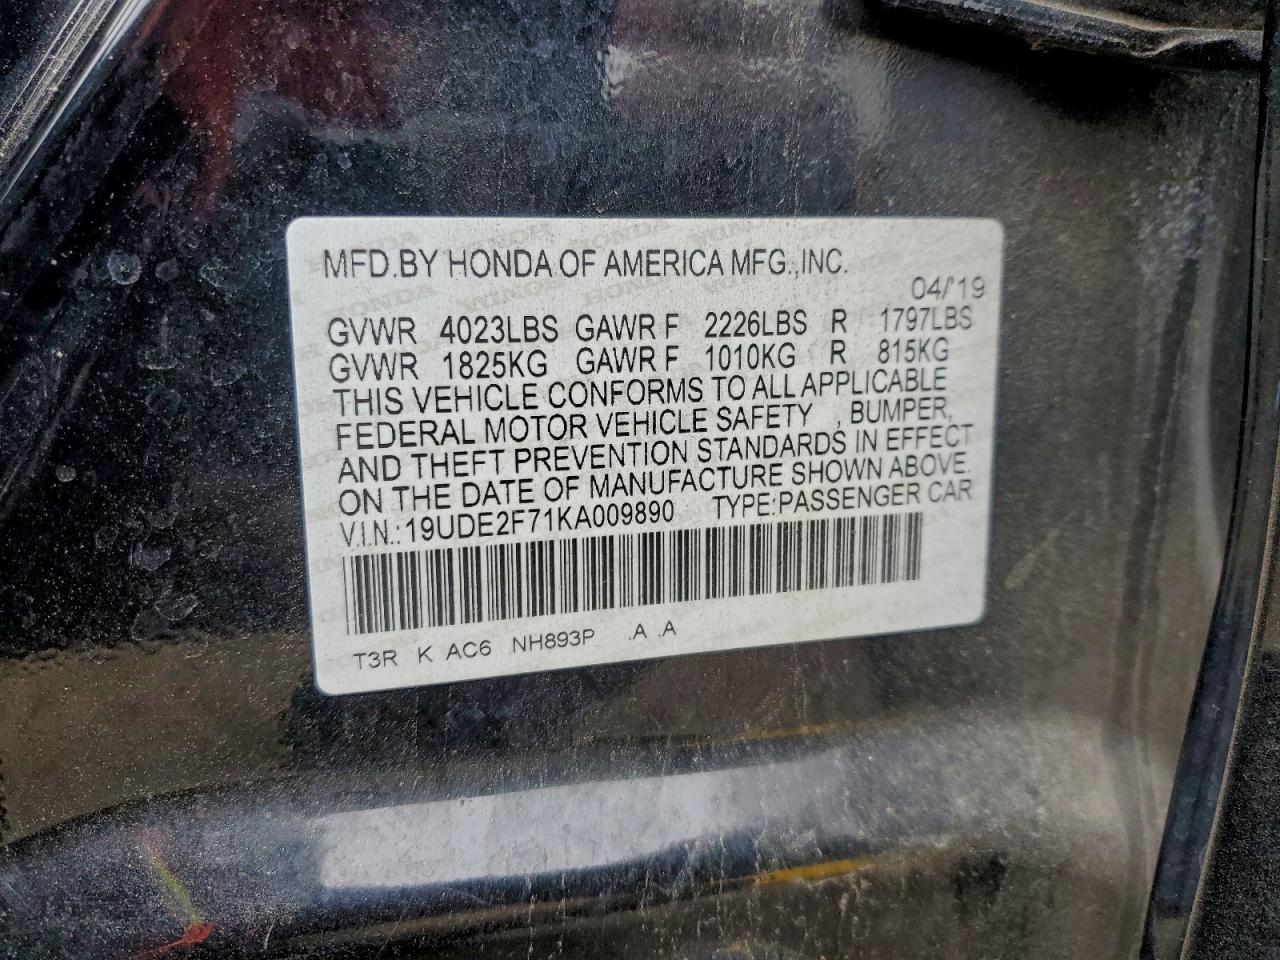 MFD.BY HONDA OF AMERICA MFG.,INC.
04/'19
GVWR 4023LBS GAWR F 2226LBS R 1797LBS
GVWR 1825KG GAWR F 1010KG R 815KG
THIS VEHICLE CONFORMS TO ALL APPLICABLE
FEDERAL MOTOR VEHICLE SAFETY , BUMPER,
AND THEFT PREVENTION STANDARDS IN EFFECT
ON THE DATE OF MANUFACTURE SHOWN ABOVE.
V.I.N.:19UDE2F71KA009890 TYPE:PASSENGER CAR
T3R K AC6 NH893P .A .A